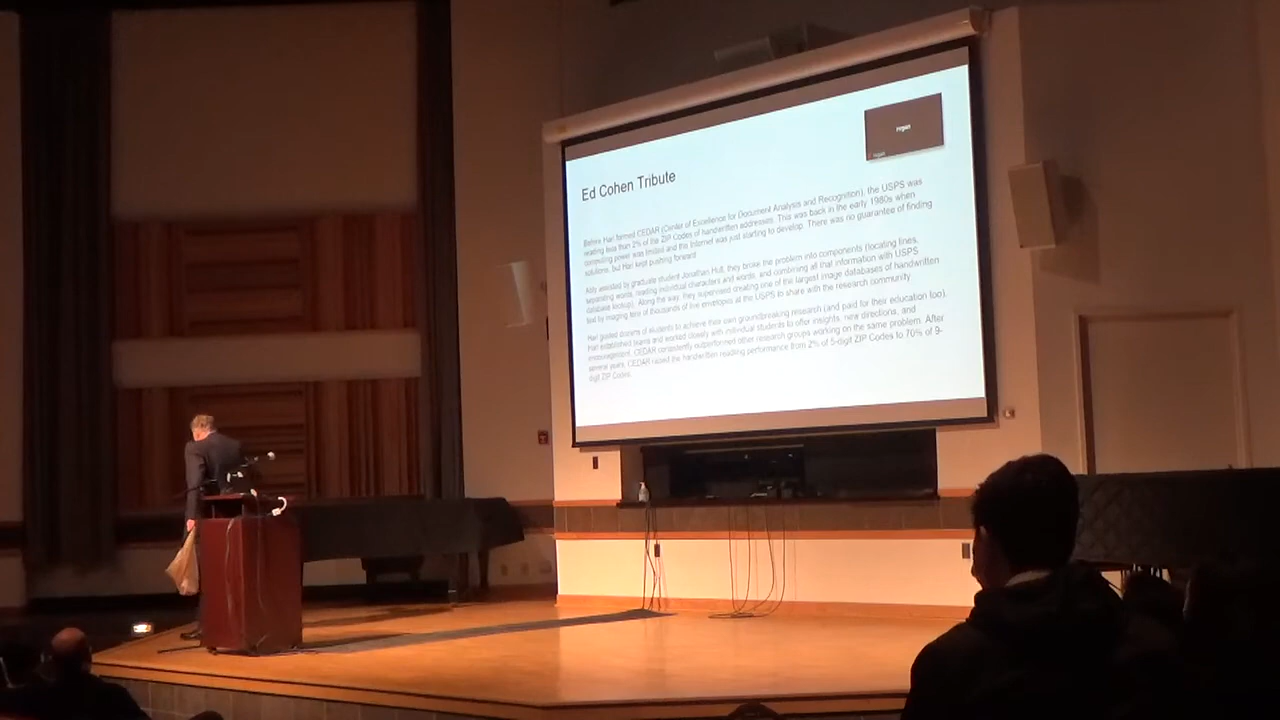 regan
regan
Ed Cohen Tribute
Before Hari formed CEDAR (Center of Excellence for Document Analysis and Recognition), the USPS was
reading less than 2% of the ZIP Codes of handwritten addresses. This was back in the early 1980s when
computing power was limited and the Internet was just starting to develop. There was no guarantee of finding
solutions, but Hari kept pushing forward.
Ably assisted by graduate student Jonathan Hull, they broke the problem into components (locating lines,
separating words, reading individual characters and words, and combining all that information with USPS
database lookup). Along the way, they supervised creating one of the largest image databases of handwritten
text by imaging tens of thousands of live envelopes at the USPS to share with the research community
Hari guided dozens of students to achieve their own groundbreaking research (and paid for their education too).
Hari established teams and worked closely with individual students to offer insights, new directions, and
encouragement. CEDAR consistently outperformed other research groups working on the same problem. After
several years, CEDAR raised the handwritten reading performance from 2% of 5-digit ZIP Codes to 70% of 9-
digit ZIP Codes.